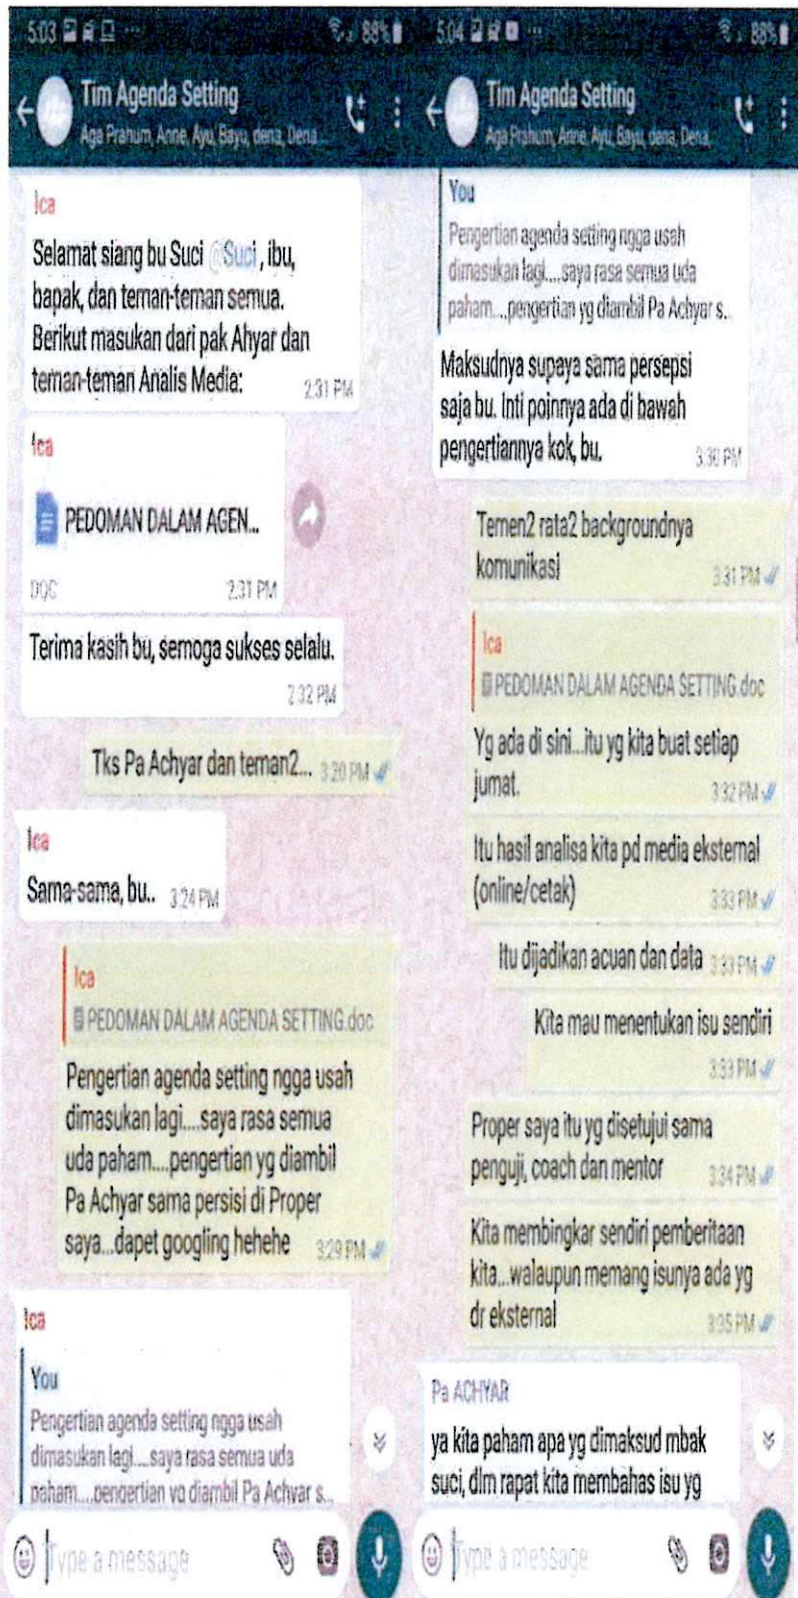 5:03
88%
Tim Agenda Setting
Aga Prahum, Anne, Ayu, Bayu, dena, Dena...
Ica
Selamat siang bu Suci @Suci, ibu,
bapak, dan teman-teman semua.
Berikut masukan dari pak Ahyar dan
teman-teman Analis Media:
2:31 PM
Ica
PEDOMAN DALAM AGEN...
DOC
2:31 PM
Terima kasih bu, semoga sukses selalu.
2:32 PM
Tks Pa Achyar dan teman2... 3:20 PM
Ica
Sama-sama, bu.. 3:24 PM
Ica
PEDOMAN DALAM AGENDA SETTING.doc
Pengertian agenda setting ngga usah
dimasukan lagi....saya rasa semua
uda paham....pengertian yg diambil
Pa Achyar sama persisi di Proper
saya...dapet googling hehehe 3:29 PM
Ica
You
Pengertian agenda setting ngga usah
dimasukan lagi....saya rasa semua uda
paham....pengertian yg diambil Pa Achyar s...
Type a message
5:04
88%
Tim Agenda Setting
Aga Prahum, Anne, Ayu, Bayu, dena, Dena,
You
Pengertian agenda setting ngga usah
dimasukan lagi....saya rasa semua uda
paham....pengertian yg diambil Pa Achyar s...
Maksudnya supaya sama persepsi
saja bu. Inti poinnya ada di bawah
pengertiannya kok, bu.
3:30 PM
Temen2 rata2 backgroundnya
komunikasi
3:31 PM
Ica
PEDOMAN DALAM AGENDA SETTING.doc
Yg ada di sini...itu yg kita buat setiap
jumat.
3:32 PM
Itu hasil analisa kita pd media eksternal
(online/cetak)
3:33 PM
Itu dijadikan acuan dan data 3:33 PM
Kita mau menentukan isu sendiri
3:33 PM
Proper saya itu yg disetujui sama
penguji, coach dan mentor
3:34 PM
Kita membingkar sendiri pemberitaan
kita...walaupun memang isunya ada yg
dr eksternal
3:35 PM
Pa ACHYAR
ya kita paham apa yg dimaksud mbak
suci, dlm rapat kita membahas isu yg
Type a message